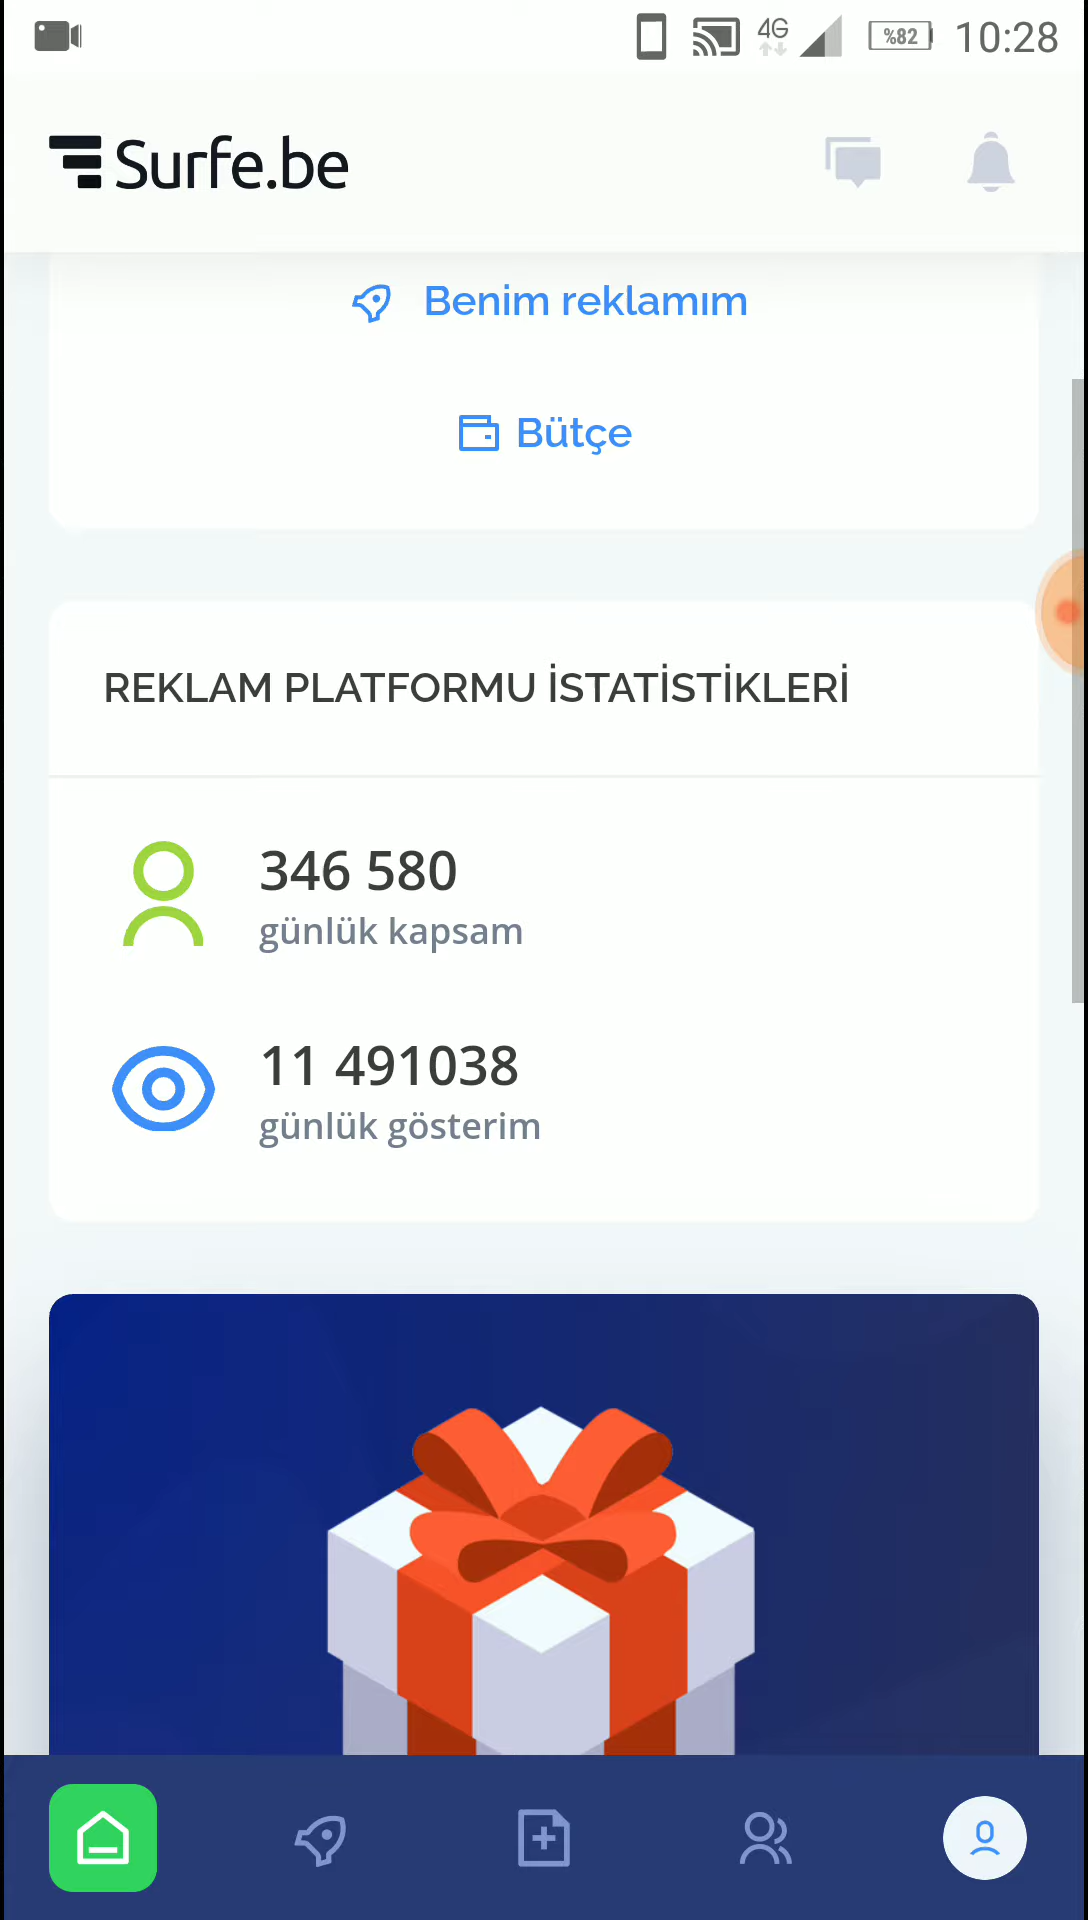 4G %82 10:28
Surfe.be
Benim reklamım
Bütçe
REKLAM PLATFORMU İSTATİSTİKLERİ
346 580
günlük kapsam
11 491038
günlük gösterim